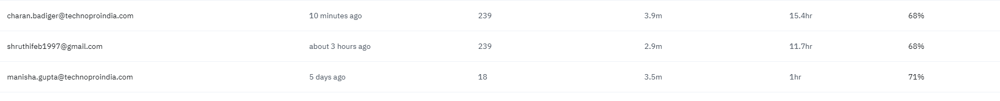 charan.badiger@technoproindia.com 10 minutes ago 239 3.9m 15.4hr 68%
shruthifeb1997@gmail.com about 3 hours ago 239 2.9m 11.7hr 68%
manisha.gupta@technoproindia.com 5 days ago 18 3.5m 1hr 71%